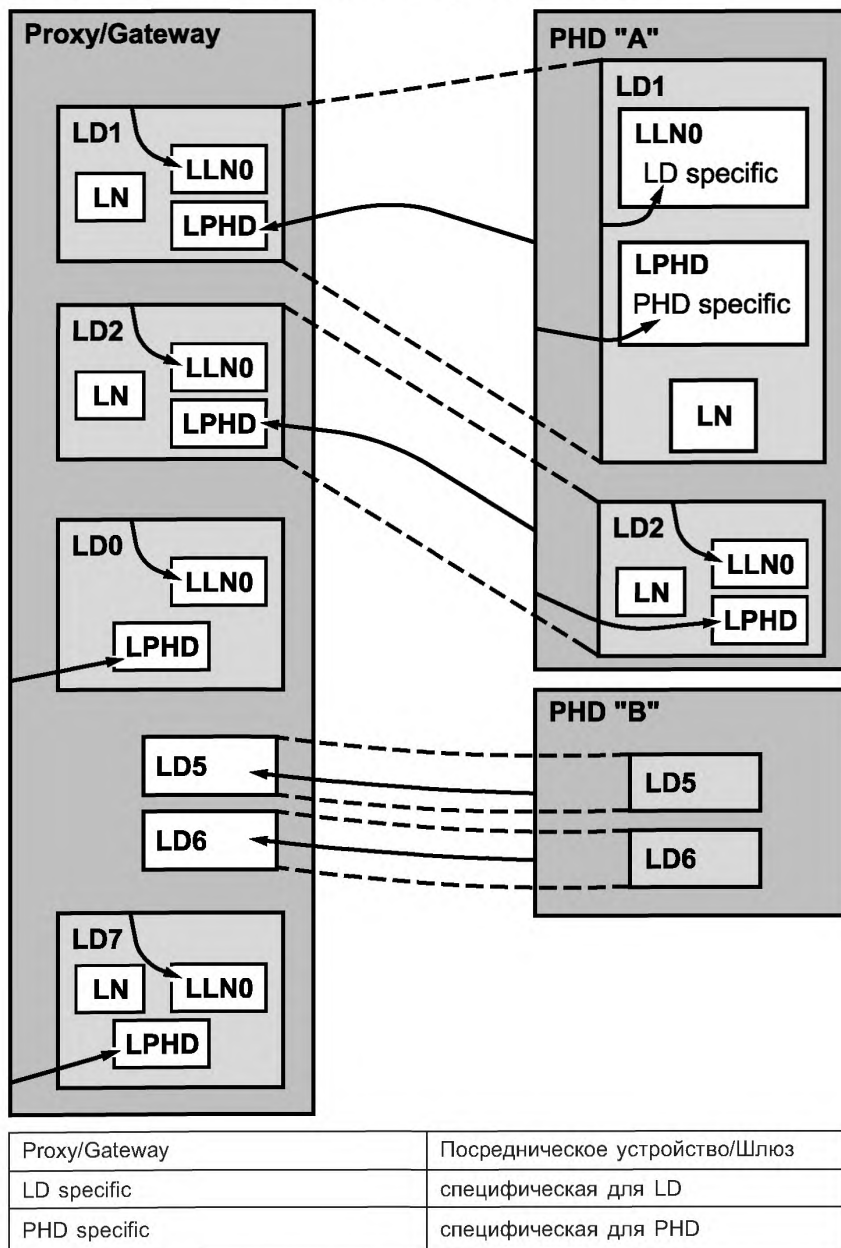 Proxy/Gateway
LD1
LLN0
LN
LPHD
LD2
LLN0
LN
LPHD
LD0
LLN0
LPHD
LD5
LD6
LD7
LN
LLN0
LPHD
PHD "A"
LD1
LLN0
LD specific
LPHD
PHD specific
LN
LD2
LLN0
LN
LPHD
PHD "B"
LD5
LD6
Proxy/Gateway Посредническое устройство/Шлюз
LD specific специфическая для LD
PHD specific специфическая для PHD